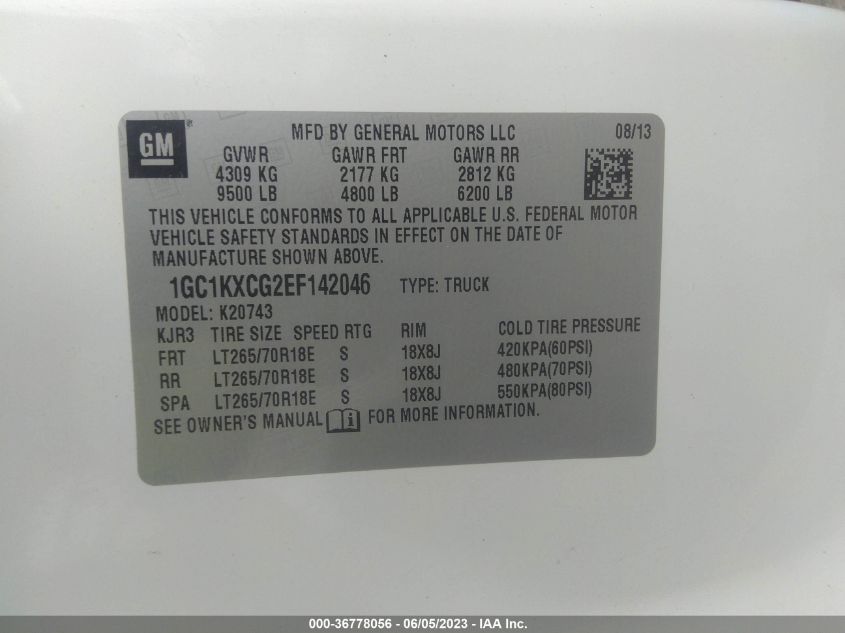 GM ®
MFD BY GENERAL MOTORS LLC 08/13
GVWR GAWR FRT GAWR RR
4309 KG 2177 KG 2812 KG
9500 LB 4800 LB 6200 LB
THIS VEHICLE CONFORMS TO ALL APPLICABLE U.S. FEDERAL MOTOR
VEHICLE SAFETY STANDARDS IN EFFECT ON THE DATE OF
MANUFACTURE SHOWN ABOVE.
1GC1KXCG2EF142046 TYPE: TRUCK
MODEL: K20743
KJR3 TIRE SIZE SPEED RTG RIM COLD TIRE PRESSURE
FRT LT265/70R18E S 18X8J 420KPA(60PSI)
RR LT265/70R18E S 18X8J 480KPA(70PSI)
SPA LT265/70R18E S 18X8J 550KPA(80PSI)
SEE OWNER'S MANUAL i FOR MORE INFORMATION.
000-36778056 - 06/05/2023 - IAA Inc.